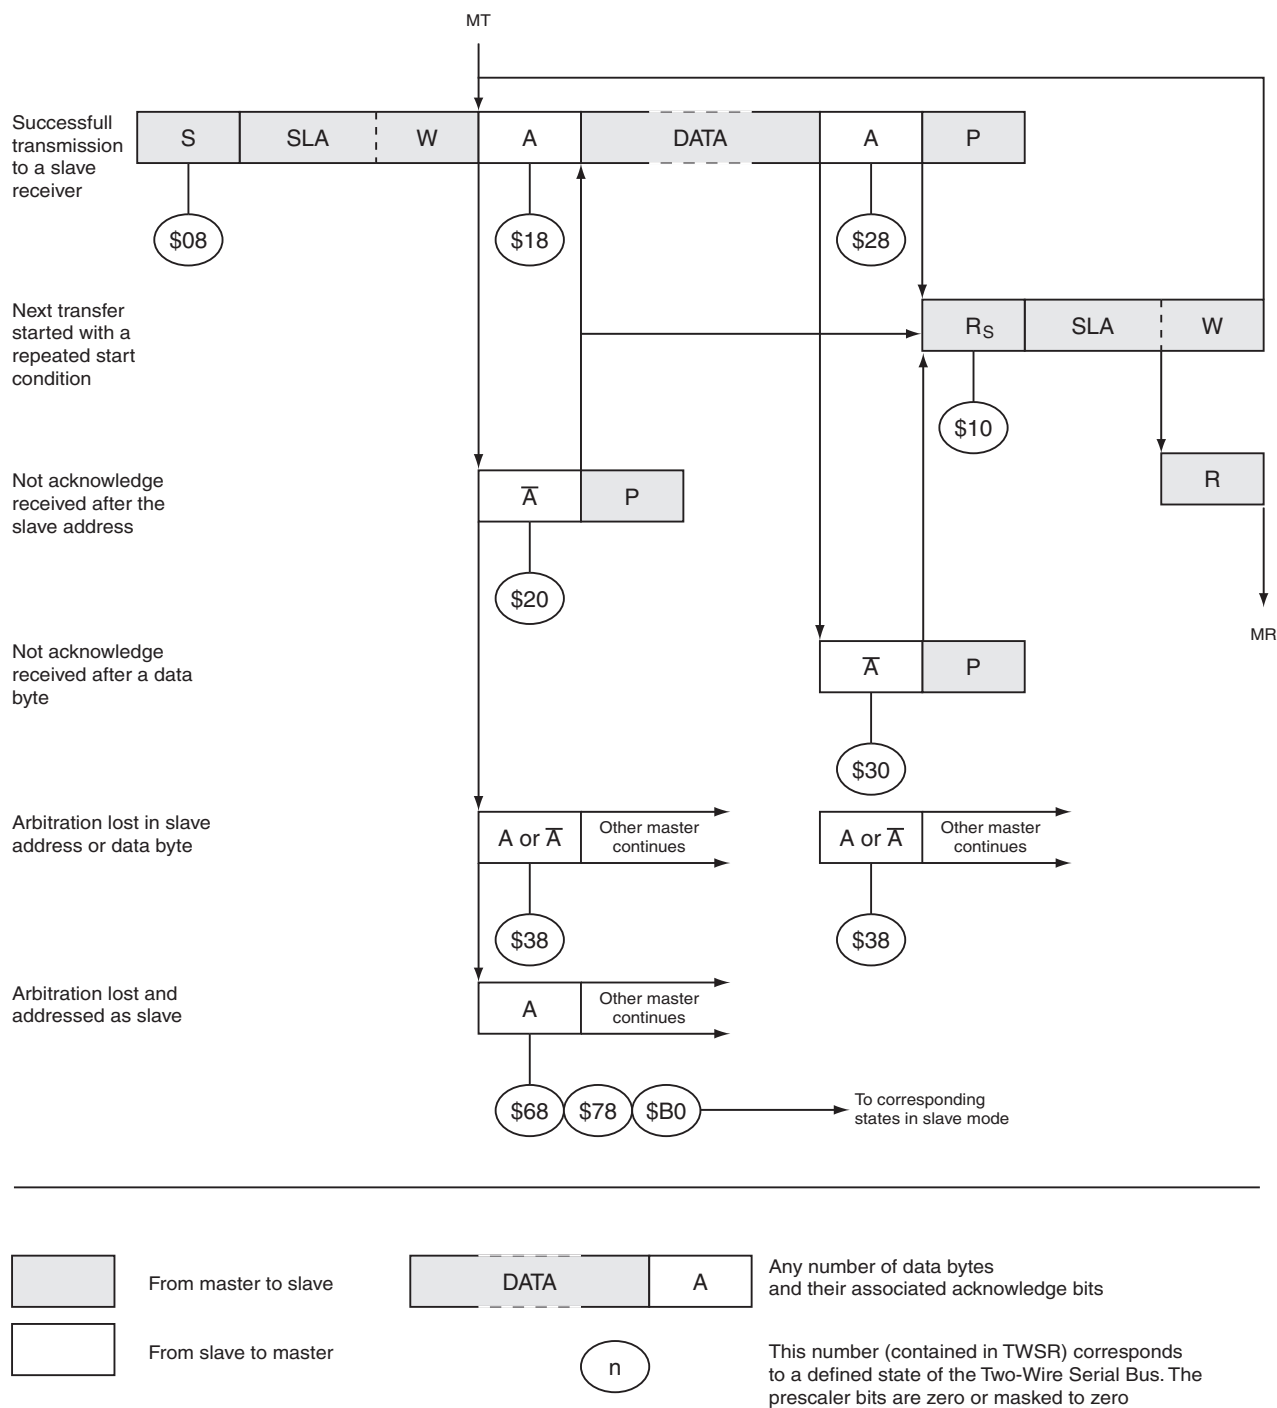 MT
Successfull
transmission
to a slave
receiver
S SLA W A DATA A P
$08 $18 $28
Next transfer
started with a
repeated start
condition
RS SLA W
$10
Not acknowledge
received after the
slave address
A̅ P
R
$20
MR
Not acknowledge
received after a data
byte
A̅ P
$30
Arbitration lost in slave
address or data byte
A or A̅
Other master
continues
A or A̅
Other master
continues
$38 $38
Arbitration lost and
addressed as slave
A
Other master
continues
$68 $78 $B0
To corresponding
states in slave mode
From master to slave
DATA A
Any number of data bytes
and their associated acknowledge bits
From slave to master
n
This number (contained in TWSR) corresponds
to a defined state of the Two-Wire Serial Bus. The
prescaler bits are zero or masked to zero